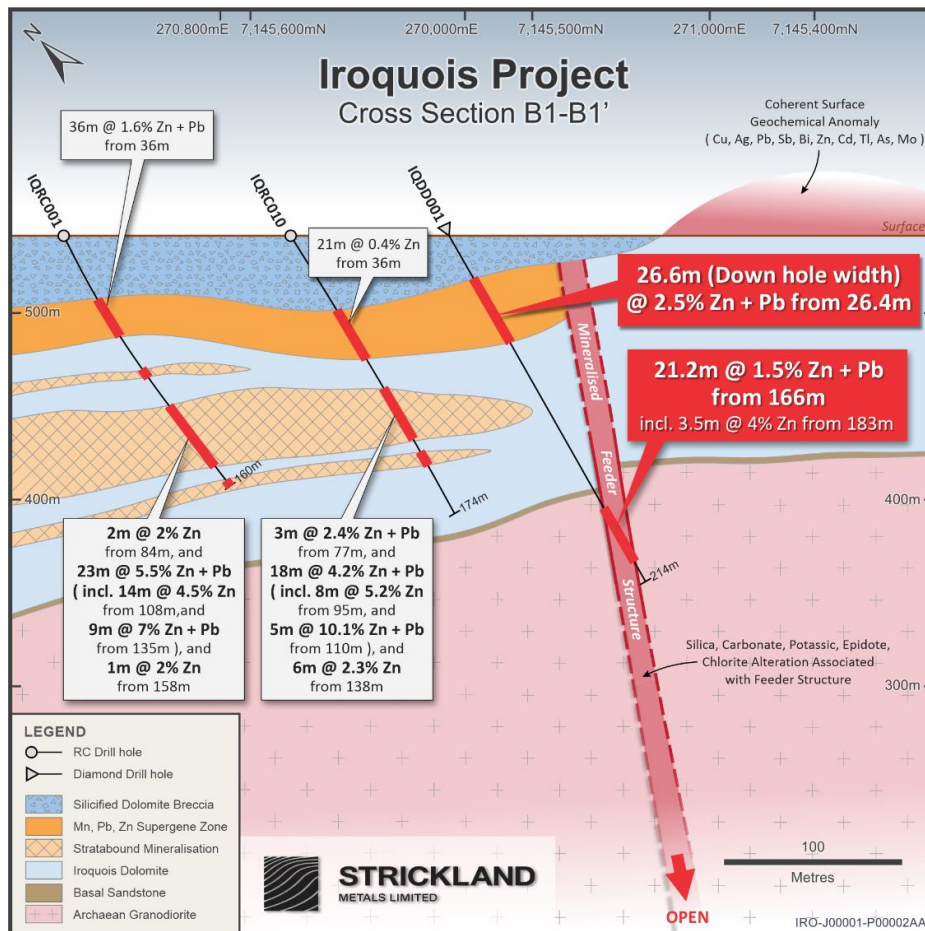 270,800mE 7,145,600mN 270,000mE 7,145,500mN 271,000mE 7,145,400mN
N
Iroquois Project
Cross Section B1-B1'
Coherent Surface
Geochemical Anomaly
( Cu, Ag, Pb, Sb, Bi, Zn, Cd, Tl, As, Mo )
36m @ 1.6% Zn + Pb
from 36m
IQRC001
IQRC010
IQDD001
Surface
21m @ 0.4% Zn
from 36m
26.6m (Down hole width)
@ 2.5% Zn + Pb from 26.4m
500m
Mineralised
Feeder
Structure
21.2m @ 1.5% Zn + Pb
from 166m
incl. 3.5m @ 4% Zn from 183m
400m
400m
160m
174m
214m
2m @ 2% Zn
from 84m, and
23m @ 5.5% Zn + Pb
( incl. 14m @ 4.5% Zn
from 108m,and
9m @ 7% Zn + Pb
from 135m ), and
1m @ 2% Zn
from 158m
3m @ 2.4% Zn + Pb
from 77m, and
18m @ 4.2% Zn + Pb
( incl. 8m @ 5.2% Zn
from 95m, and
5m @ 10.1% Zn + Pb
from 110m ), and
6m @ 2.3% Zn
from 138m
Silica, Carbonate, Potassic, Epidote,
Chlorite Alteration Associated
with Feeder Structure
300m
LEGEND
RC Drill hole
Diamond Drill hole
Silicified Dolomite Breccia
Mn, Pb, Zn Supergene Zone
Stratabound Mineralisation
Iroquois Dolomite
Basal Sandstone
Archaean Granodiorite
STRICKLAND
METALS LIMITED
100
Metres
OPEN
IRO-J00001-P00002AA